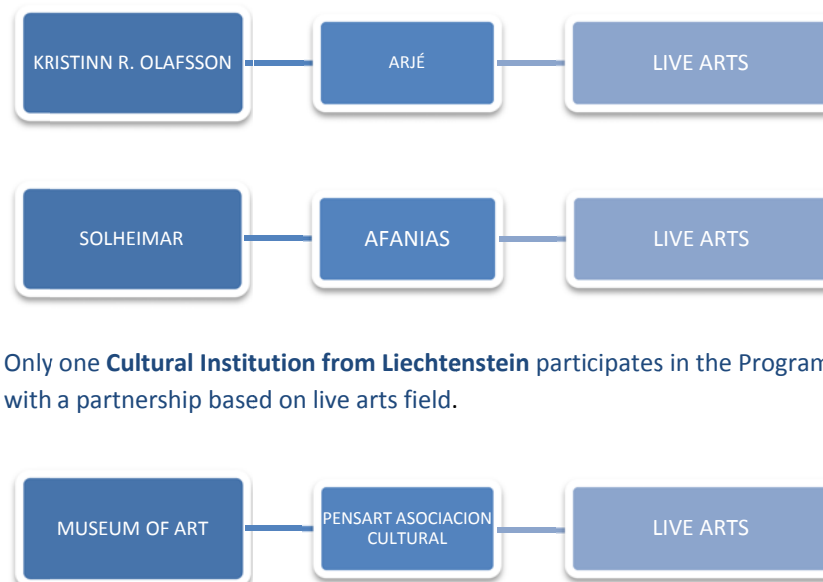 KRISTINN R. OLAFSSON ARJÉ LIVE ARTS
SOLHEIMAR AFANIAS LIVE ARTS
Only one Cultural Institution from Liechtenstein participates in the Program
with a partnership based on live arts field.
MUSEUM OF ART PENSART ASOCIACION CULTURAL LIVE ARTS